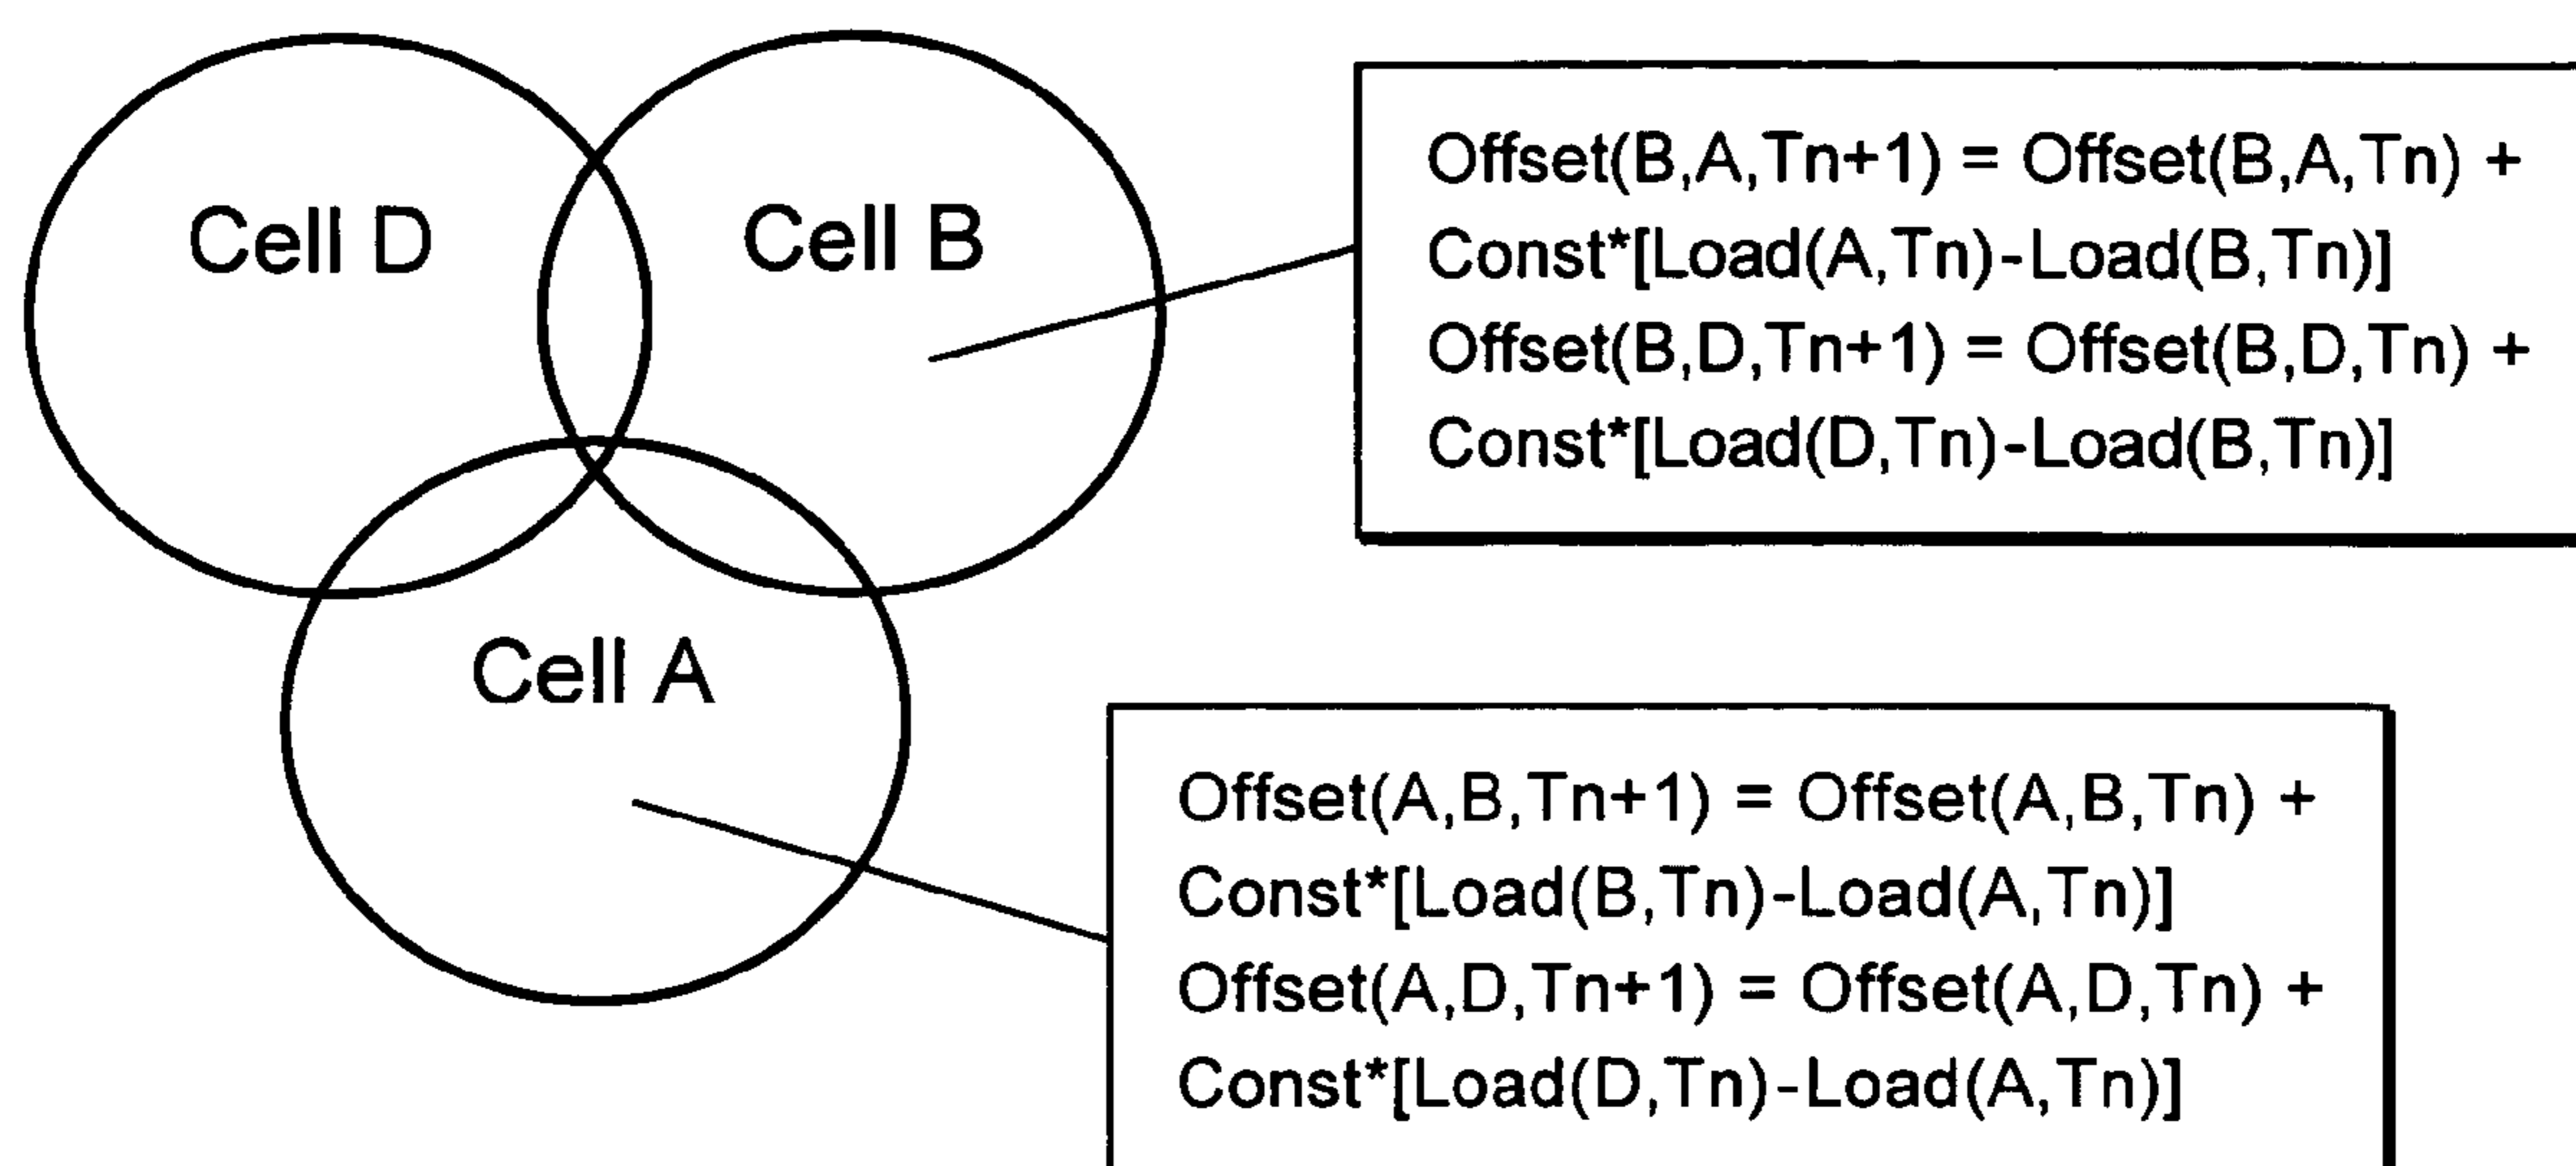 Cell D
Cell B
Offset(B,A,Tn+1) = Offset(B,A,Tn) +
Const*[Load(A,Tn)-Load(B,Tn)]
Offset(B,D,Tn+1) = Offset(B,D,Tn) +
Const*[Load(D,Tn)-Load(B,Tn)]
Cell A
Offset(A,B,Tn+1) = Offset(A,B,Tn) +
Const*[Load(B,Tn)-Load(A,Tn)]
Offset(A,D,Tn+1) = Offset(A,D,Tn) +
Const*[Load(D,Tn)-Load(A,Tn)]